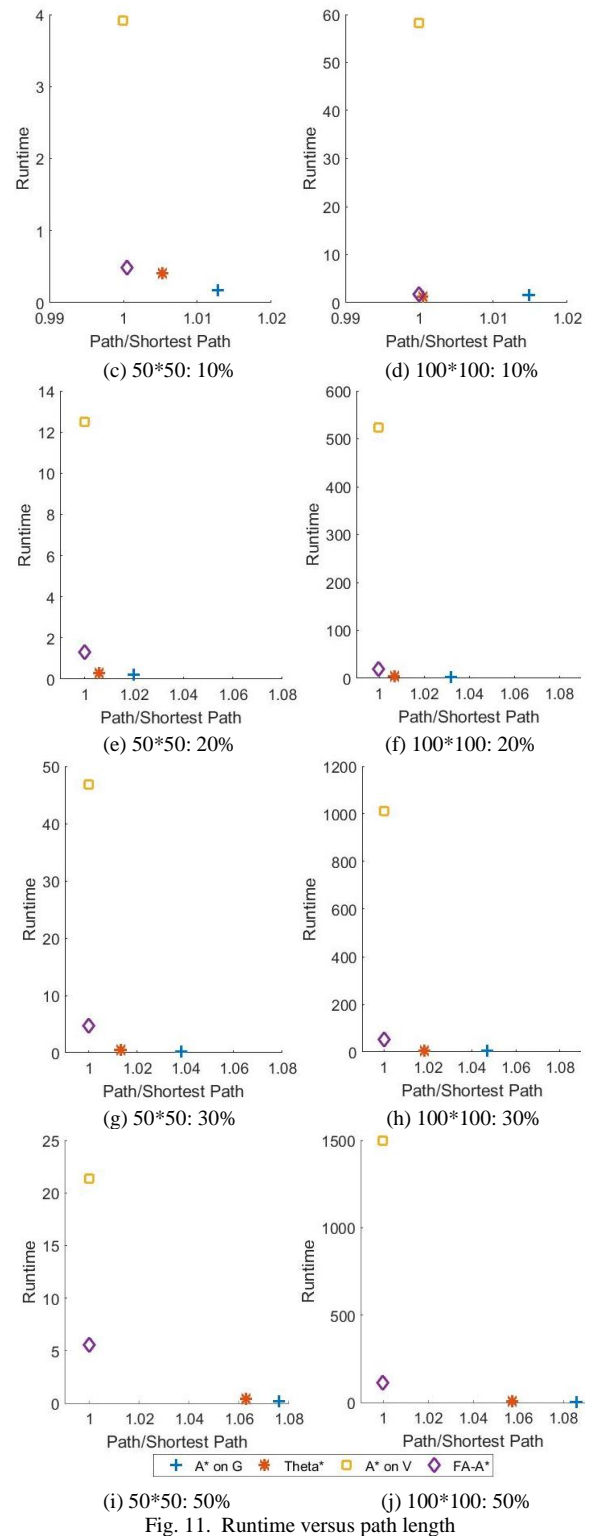 4
3
2
1
0
Runtime
0.99 1 1.01 1.02
Path/Shortest Path
(c) 50*50: 10%
60
50
40
30
20
10
0
Runtime
0.99 1 1.01 1.02
Path/Shortest Path
(d) 100*100: 10%
14
12
10
8
6
4
2
0
Runtime
1 1.02 1.04 1.06 1.08
Path/Shortest Path
(e) 50*50: 20%
600
500
400
300
200
100
0
Runtime
1 1.02 1.04 1.06 1.08
Path/Shortest Path
(f) 100*100: 20%
50
40
30
20
10
0
Runtime
1 1.02 1.04 1.06 1.08
Path/Shortest Path
(g) 50*50: 30%
1200
1000
800
600
400
200
0
Runtime
1 1.02 1.04 1.06 1.08
Path/Shortest Path
(h) 100*100: 30%
25
20
15
10
5
0
Runtime
1 1.02 1.04 1.06 1.08
Path/Shortest Path
1500
1000
500
0
Runtime
1 1.02 1.04 1.06 1.08
Path/Shortest Path
A* on G Theta* A* on V FA-A*
(i) 50*50: 50%
(j) 100*100: 50%
Fig. 11. Runtime versus path length